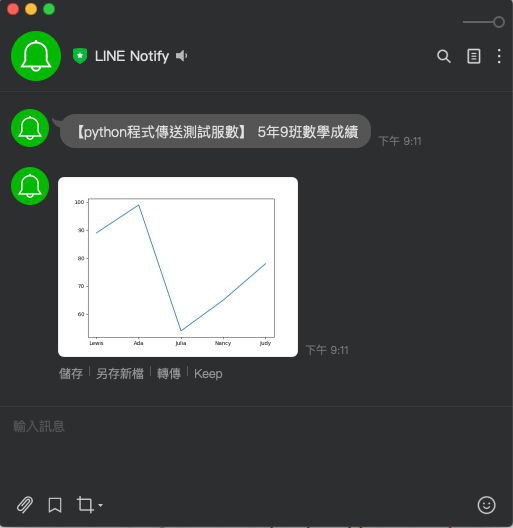 LINE Notify
【python程式傳送測試服數】 5年9班數學成績
下午 9:11
100
90
80
70
60
Lewis Ada Julia Nancy Judy
下午 9:11
儲存 另存新檔 轉傳 Keep
輸入訊息